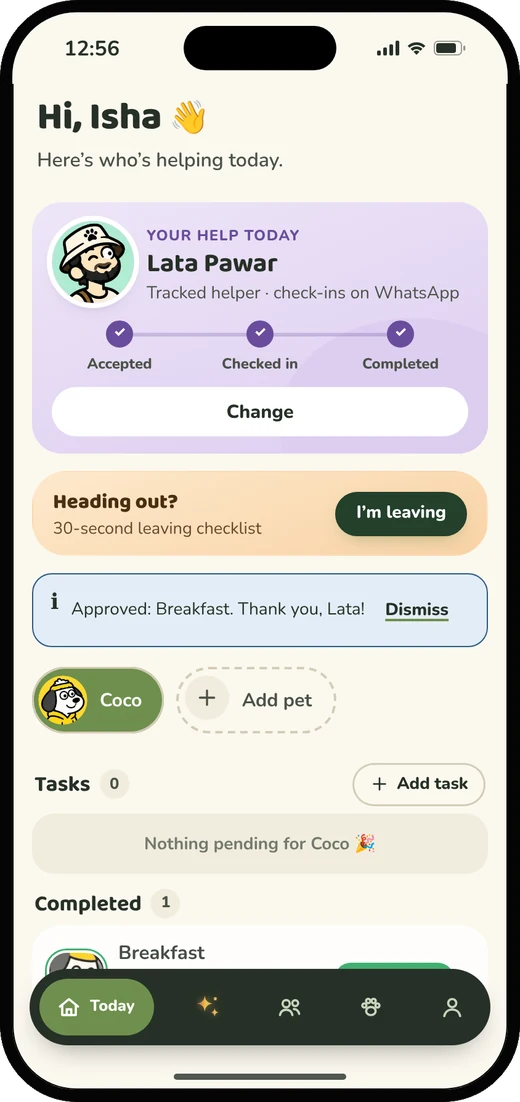 12:56
Hi, Isha 👋
Here's who's helping today.
YOUR HELP TODAY
Lata Pawar
Tracked helper · check-ins on WhatsApp
Accepted Checked in Completed
Change
Heading out?
30-second leaving checklist
I'm leaving
i Approved: Breakfast. Thank you, Lata! Dismiss
Coco + Add pet
Tasks 0 + Add task
Nothing pending for Coco 🎉
Completed 1
Breakfast
Today